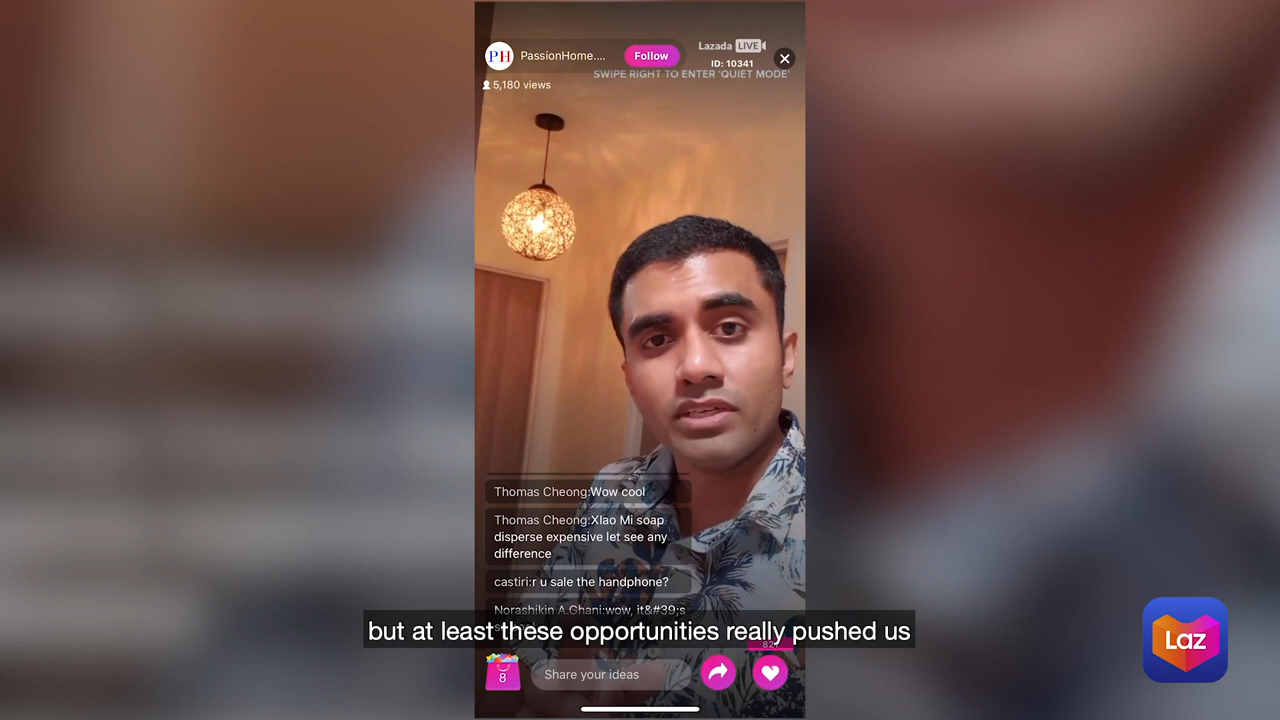 PH PassionHome.... Follow
Lazada LIVE
ID: 10341
SWIPE RIGHT TO ENTER 'QUIET MODE'
5,180 views
Thomas Cheong:Wow cool
Thomas Cheong:XIao Mi soap
disperse expensive let see any
difference
castiri:r u sale the handphone?
Norashikin A.Ghani:wow, it&#39;s
but at least these opportunities really pushed us
8
Share your ideas
Laz